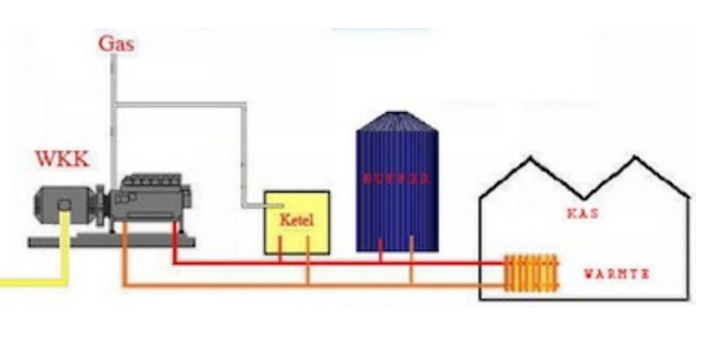 Gas
WKK
Ketel
BUFFER
KAS
WARMTE